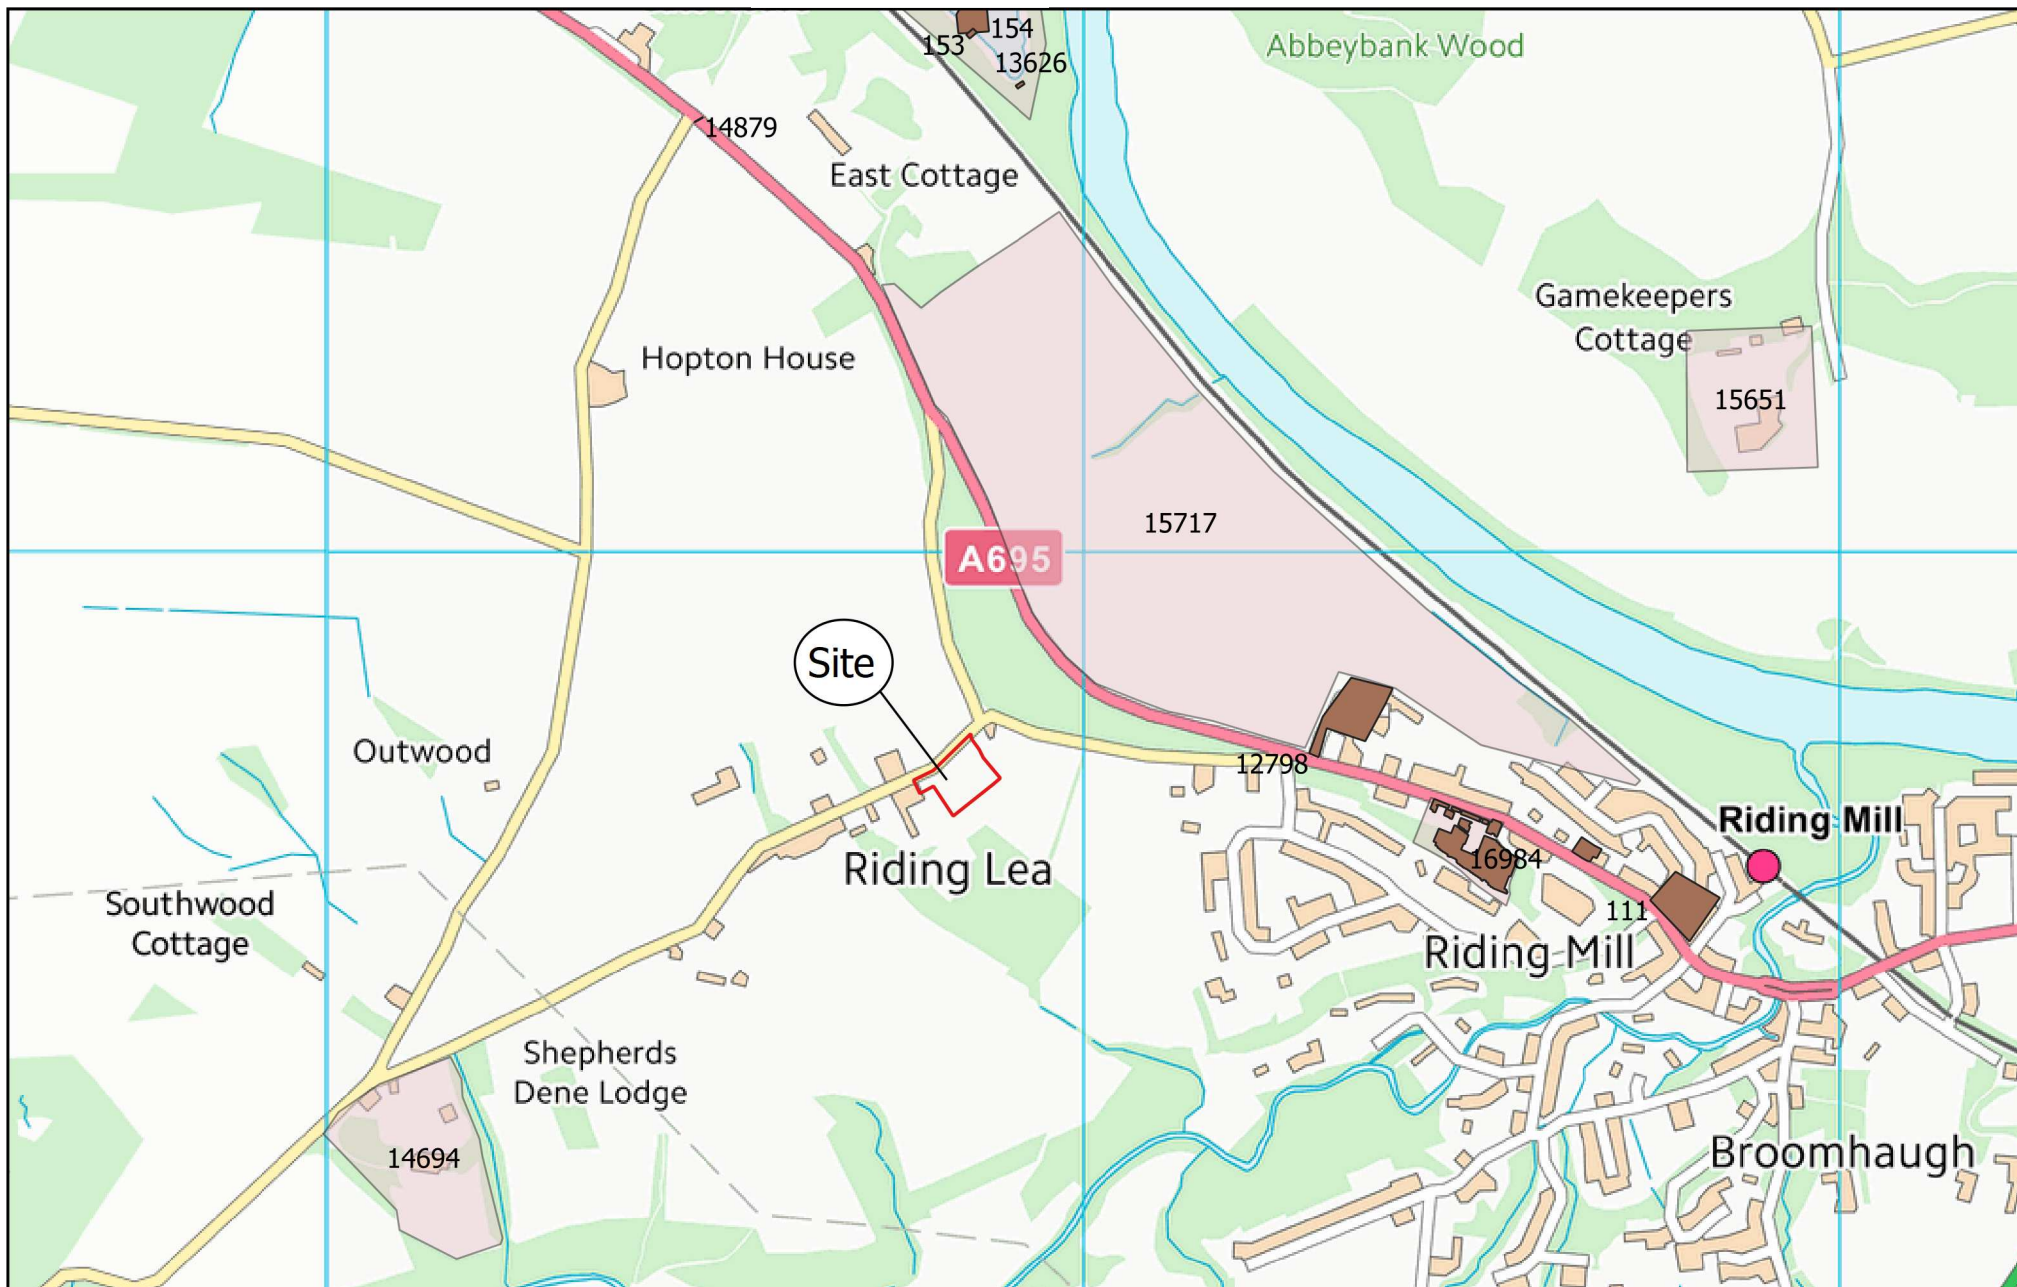 154
Abbeybank Wood
153
13626
14879
East Cottage
Gamekeepers
Cottage
Hopton House
15651
15717
A695
Site
Outwood
12798
Riding Mill
16984
Riding Lea
Southwood
Cottage
111
Riding Mill
Shepherds
Dene Lodge
14694
Broomhaugh